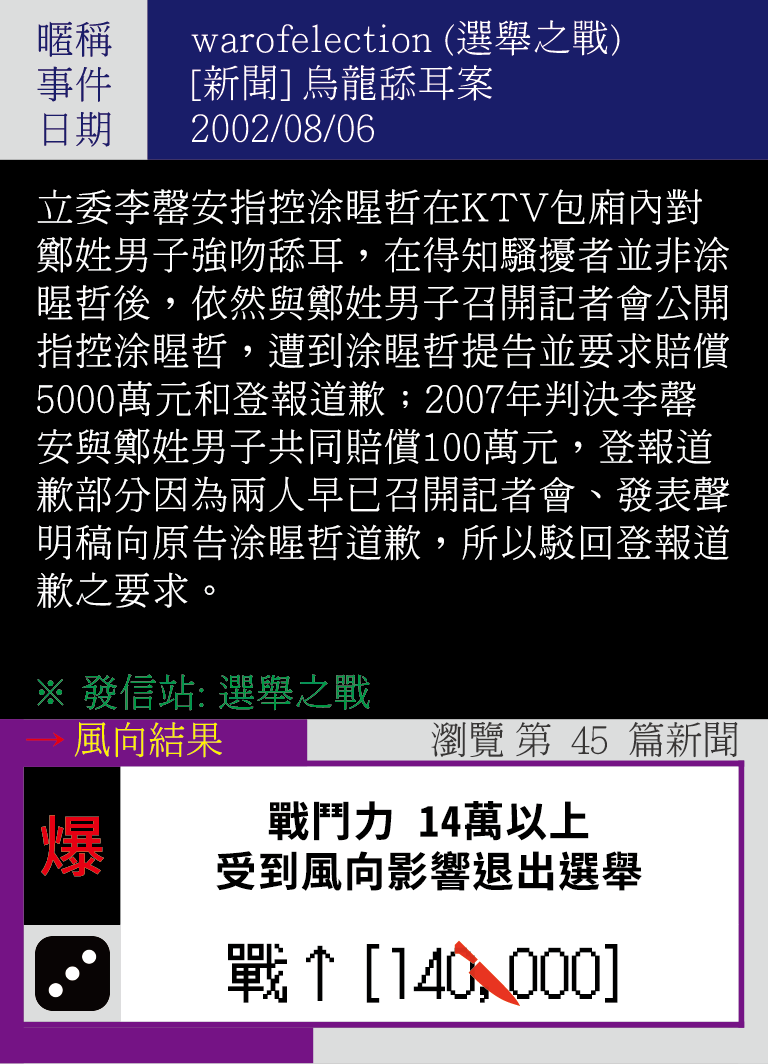 暱稱 warofelection (選舉之戰)
事件 [新聞] 烏龍舔耳案
日期 2002/08/06
立委李罄安指控涂睲哲在KTV包廂內對
鄭姓男子強吻舔耳，在得知騷擾者並非涂
睲哲後，依然與鄭姓男子召開記者會公開
指控涂睲哲，遭到涂睲哲提告並要求賠償
5000萬元和登報道歉；2007年判決李罄
安與鄭姓男子共同賠償100萬元，登報道
歉部分因為兩人早已召開記者會、發表聲
明稿向原告涂睲哲道歉，所以駁回登報道
歉之要求。
※ 發信站: 選舉之戰
→ 風向結果
瀏覽 第 45 篇新聞
爆
戰鬥力 14萬以上
受到風向影響退出選舉
戰↑[140,000]